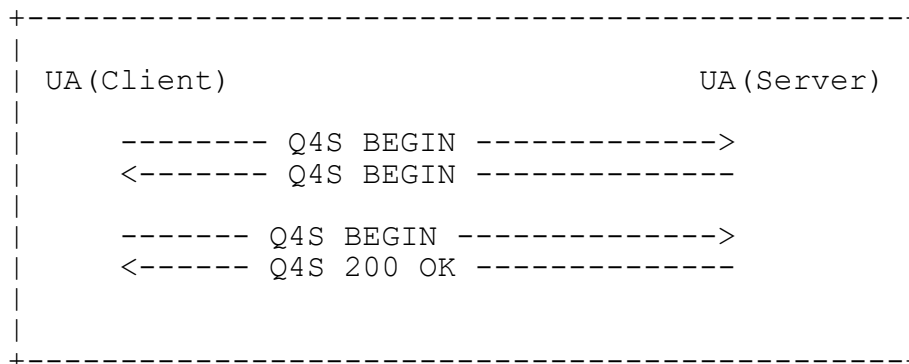 +------------------------------------------------
|
| UA(Client)                          UA(Server)
|
|     -------- Q4S BEGIN ------------->
|     <------- Q4S BEGIN --------------
|
|     ------- Q4S BEGIN -------------->
|     <------ Q4S 200 OK --------------
|
|
+------------------------------------------------